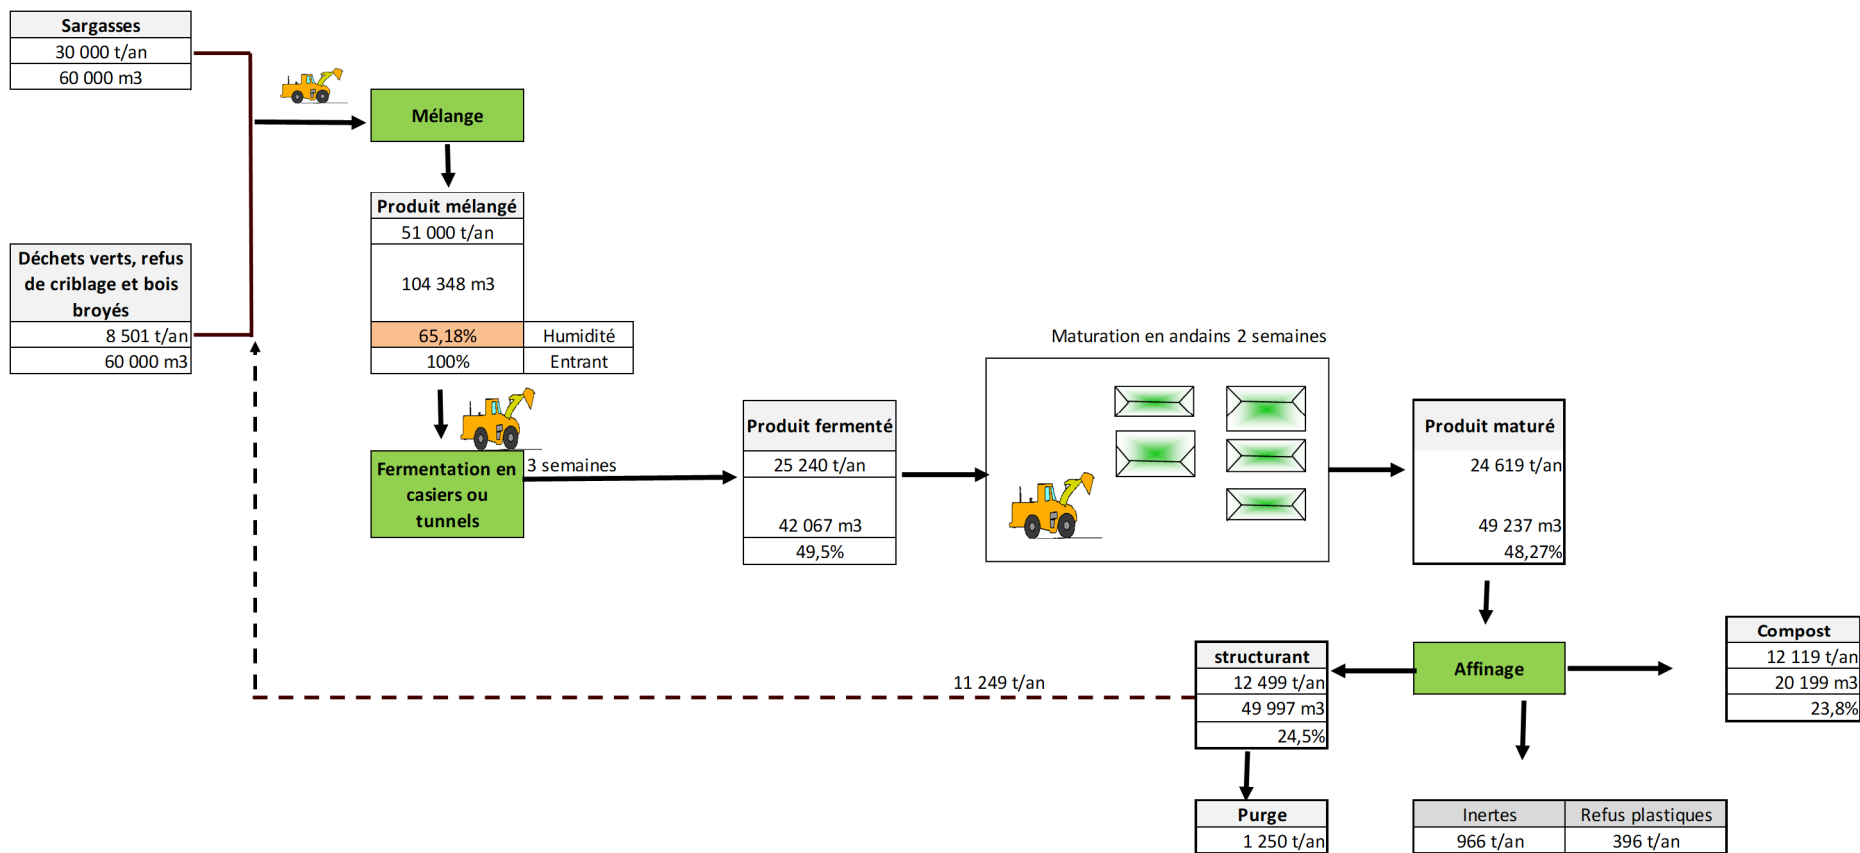 Sargasses
30 000 t/an
60 000 m3
Mélange
Produit mélangé
51 000 t/an
104 348 m3
65,18% Humidité
100% Entrant
Déchets verts, refus
de criblage et bois
broyés
8 501 t/an
60 000 m3
Fermentation en
casiers ou
tunnels
3 semaines
Produit fermenté
25 240 t/an
42 067 m3
49,5%
Maturation en andains 2 semaines
Produit maturé
24 619 t/an
49 237 m3
48,27%
Affinage
Compost
12 119 t/an
20 199 m3
23,8%
structurant
12 499 t/an
49 997 m3
24,5%
11 249 t/an
Purge
1 250 t/an
Inertes Refus plastiques
966 t/an 396 t/an